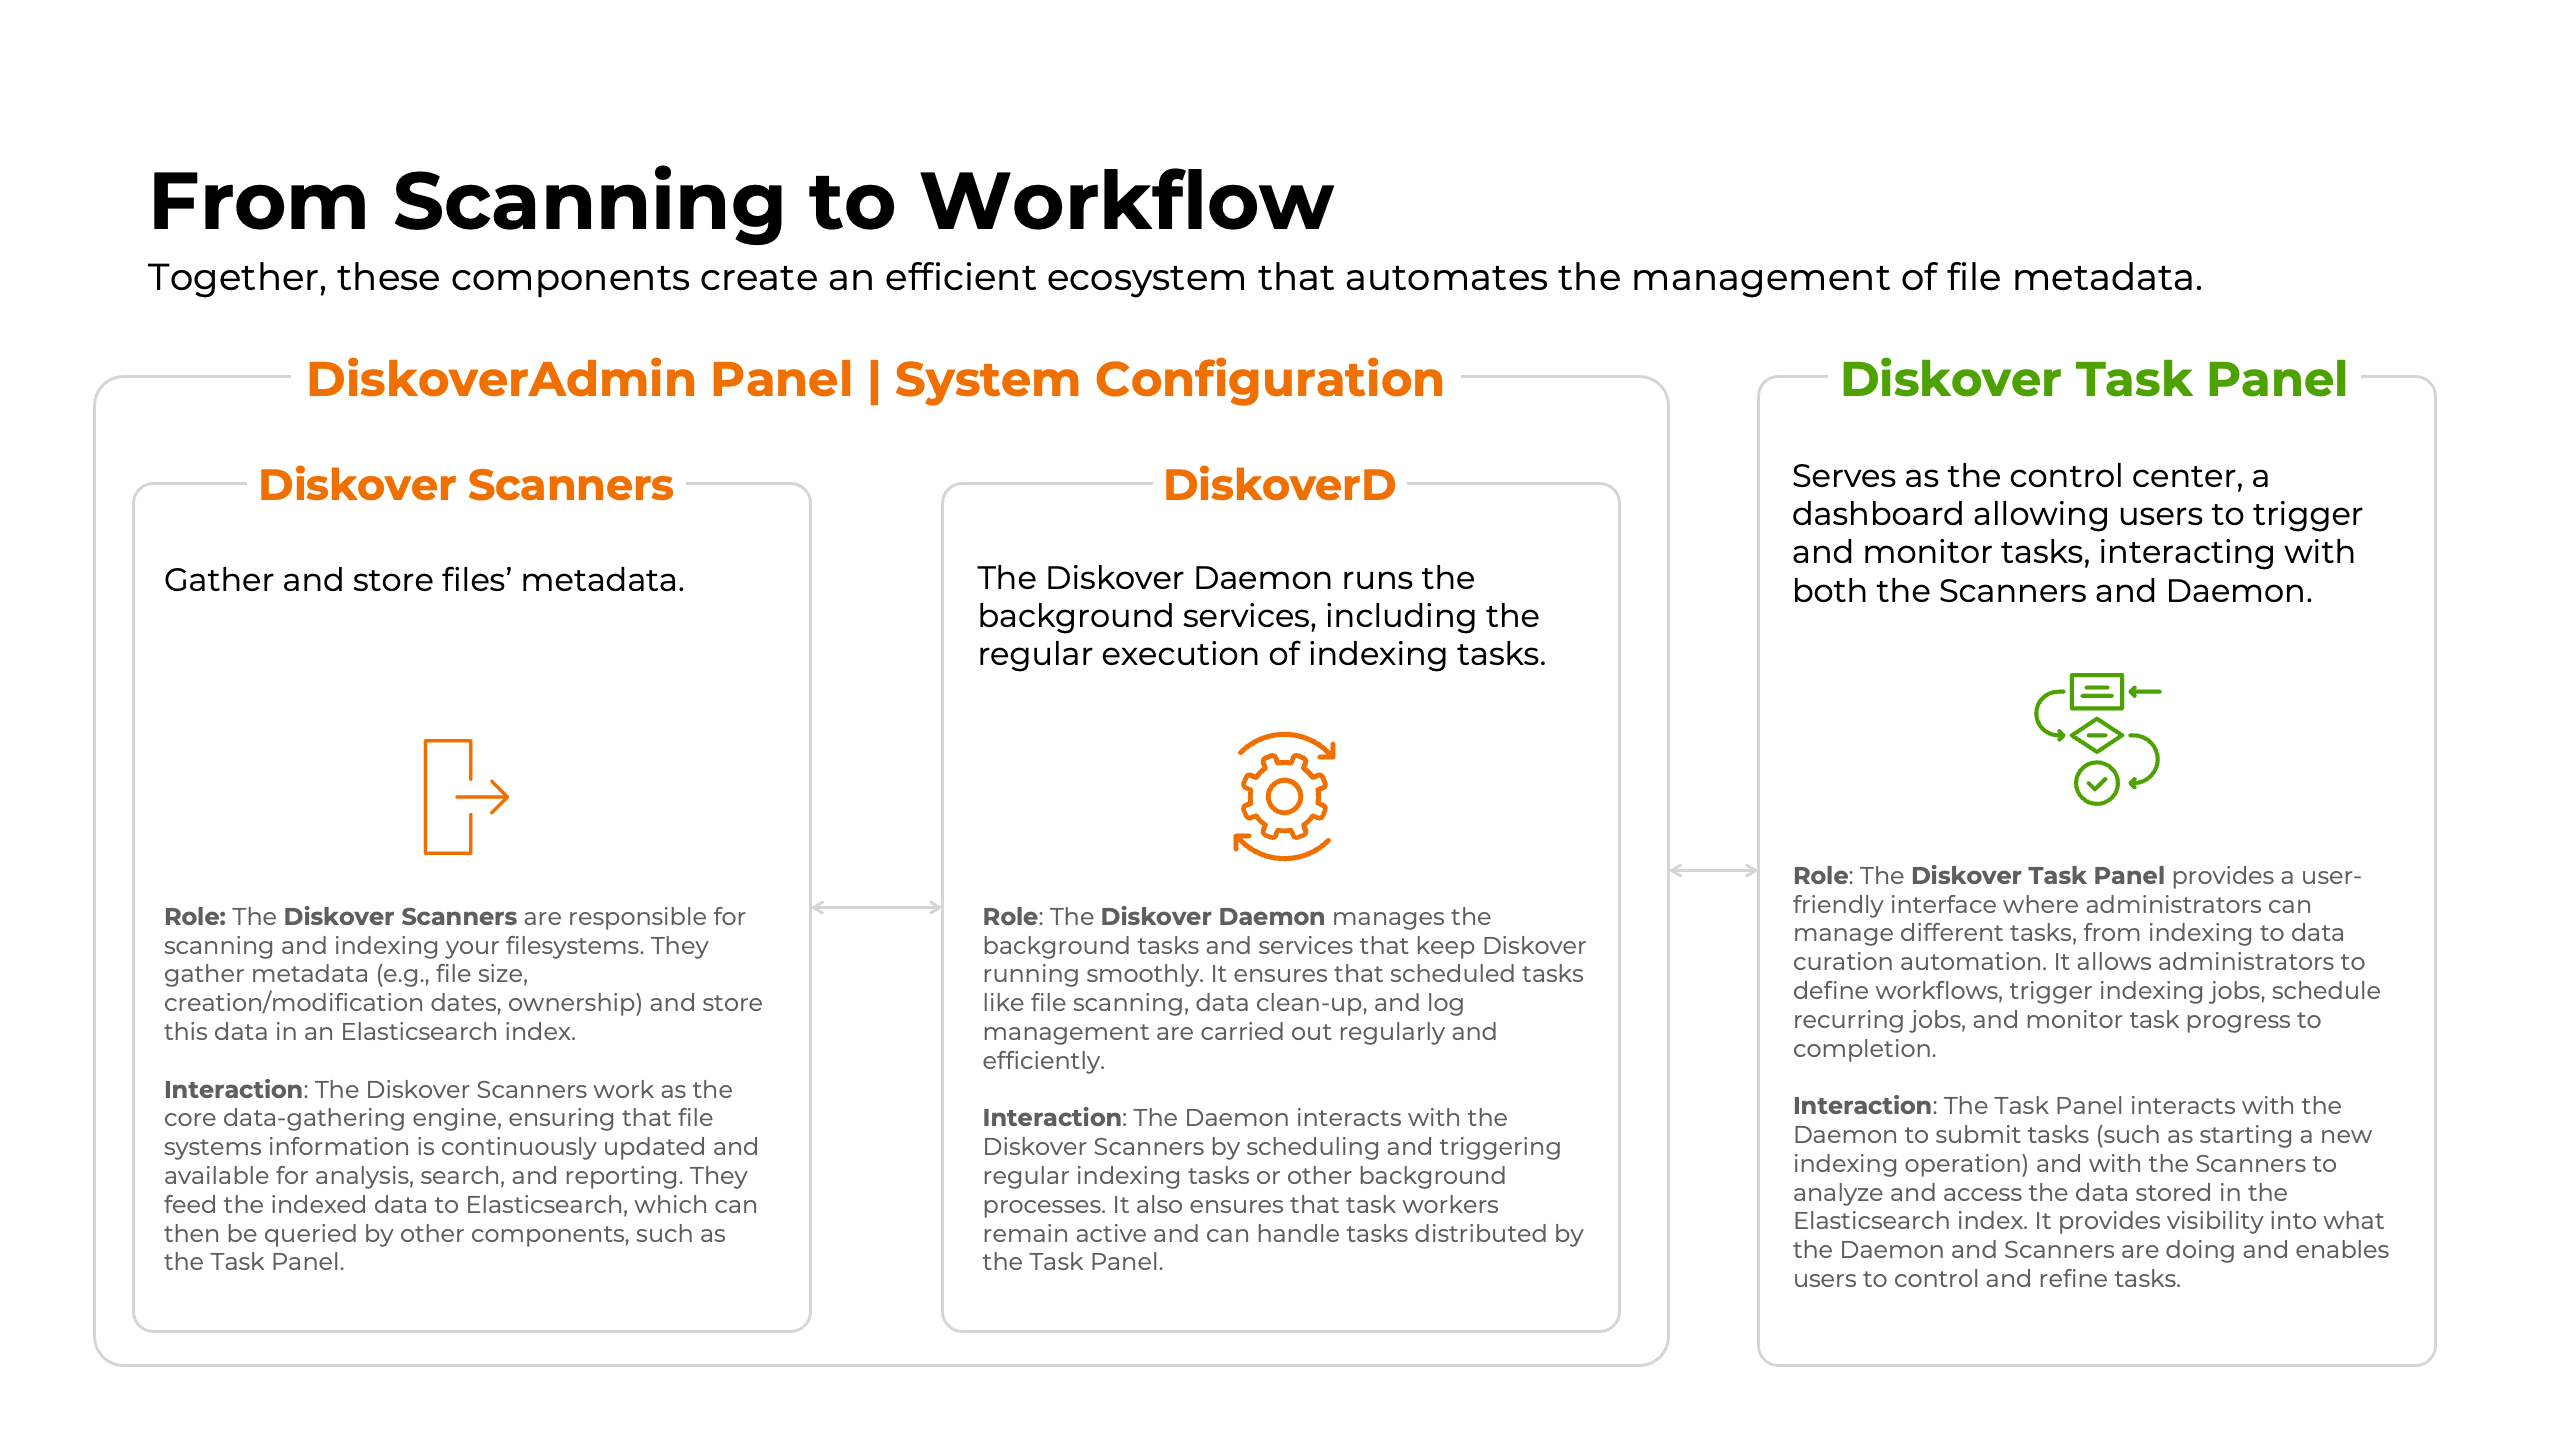 From Scanning to Workflow
Together, these components create an efficient ecosystem that automates the management of file metadata.
DiskoverAdmin Panel | System Configuration
Diskover Scanners
Gather and store files’ metadata.
Role: The Diskover Scanners are responsible for
scanning and indexing your filesystems. They
gather metadata (e.g., file size,
creation/modification dates, ownership) and store
this data in an Elasticsearch index.
Interaction: The Diskover Scanners work as the
core data-gathering engine, ensuring that file
systems information is continuously updated and
available for analysis, search, and reporting. They
feed the indexed data to Elasticsearch, which can
then be queried by other components, such as
the Task Panel.
DiskoverD
The Diskover Daemon runs the
background services, including the
regular execution of indexing tasks.
Role: The Diskover Daemon manages the
background tasks and services that keep Diskover
running smoothly. It ensures that scheduled tasks
like file scanning, data clean-up, and log
management are carried out regularly and
efficiently.
Interaction: The Daemon interacts with the
Diskover Scanners by scheduling and triggering
regular indexing tasks or other background
processes. It also ensures that task workers
remain active and can handle tasks distributed by
the Task Panel.
Diskover Task Panel
Serves as the control center, a
dashboard allowing users to trigger
and monitor tasks, interacting with
both the Scanners and Daemon.
Role: The Diskover Task Panel provides a user-
friendly interface where administrators can
manage different tasks, from indexing to data
curation automation. It allows administrators to
define workflows, trigger indexing jobs, schedule
recurring jobs, and monitor task progress to
completion.
Interaction: The Task Panel interacts with the
Daemon to submit tasks (such as starting a new
indexing operation) and with the Scanners to
analyze and access the data stored in the
Elasticsearch index. It provides visibility into what
the Daemon and Scanners are doing and enables
users to control and refine tasks.